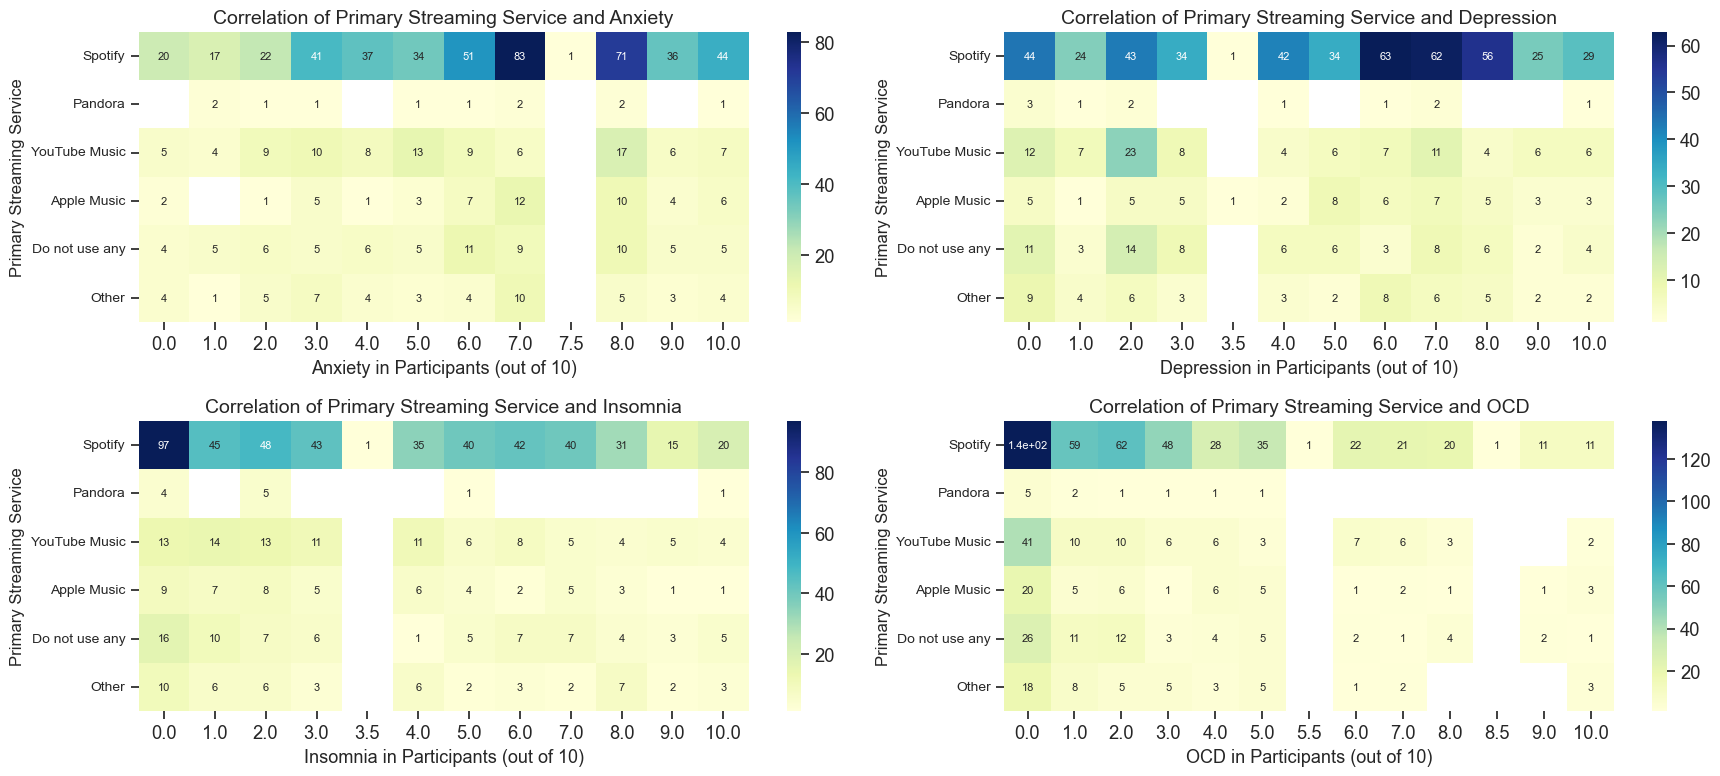 Correlation of Primary Streaming Service and Anxiety
Primary Streaming Service
Spotify 20 17 22 41 37 34 51 83 1 71 36 44
Pandora 2 1 1 1 1 2 2 1
YouTube Music 5 4 9 10 8 13 9 6 17 6 7
Apple Music 2 1 5 1 3 7 12 10 4 6
Do not use any 4 5 6 5 6 5 11 9 10 5 5
Other 4 1 5 7 4 3 4 10 5 3 4
0.0 1.0 2.0 3.0 4.0 5.0 6.0 7.0 7.5 8.0 9.0 10.0
Anxiety in Participants (out of 10)
80
60
40
20
Correlation of Primary Streaming Service and Depression
Primary Streaming Service
Spotify 44 24 43 34 1 42 34 63 62 56 25 29
Pandora 3 1 2 1 1 2 1
YouTube Music 12 7 23 8 4 6 7 11 4 6 6
Apple Music 5 1 5 5 1 2 8 6 7 5 3 3
Do not use any 11 3 14 8 6 6 3 8 6 2 4
Other 9 4 6 3 3 2 8 6 5 2 2
0.0 1.0 2.0 3.0 3.5 4.0 5.0 6.0 7.0 8.0 9.0 10.0
Depression in Participants (out of 10)
60
50
40
30
20
10
Correlation of Primary Streaming Service and Insomnia
Primary Streaming Service
Spotify 97 45 48 43 1 35 40 42 40 31 15 20
Pandora 4 5 1 1
YouTube Music 13 14 13 11 11 6 8 5 4 5 4
Apple Music 9 7 8 5 6 4 2 5 3 1 1
Do not use any 16 10 7 6 1 5 7 7 4 3 5
Other 10 6 6 3 6 2 3 2 7 2 3
0.0 1.0 2.0 3.0 3.5 4.0 5.0 6.0 7.0 8.0 9.0 10.0
Insomnia in Participants (out of 10)
80
60
40
20
Correlation of Primary Streaming Service and OCD
Primary Streaming Service
Spotify 1.4e+02 59 62 48 28 35 1 22 21 20 1 11 11
Pandora 5 2 1 1 1 1
YouTube Music 41 10 10 6 6 3 7 6 3 2
Apple Music 20 5 6 1 6 5 1 2 1 1 3
Do not use any 26 11 12 3 4 5 2 1 4 2 1
Other 18 8 5 5 3 5 1 2 3
0.0 1.0 2.0 3.0 4.0 5.0 5.5 6.0 7.0 8.0 8.5 9.0 10.0
OCD in Participants (out of 10)
120
100
80
60
40
20